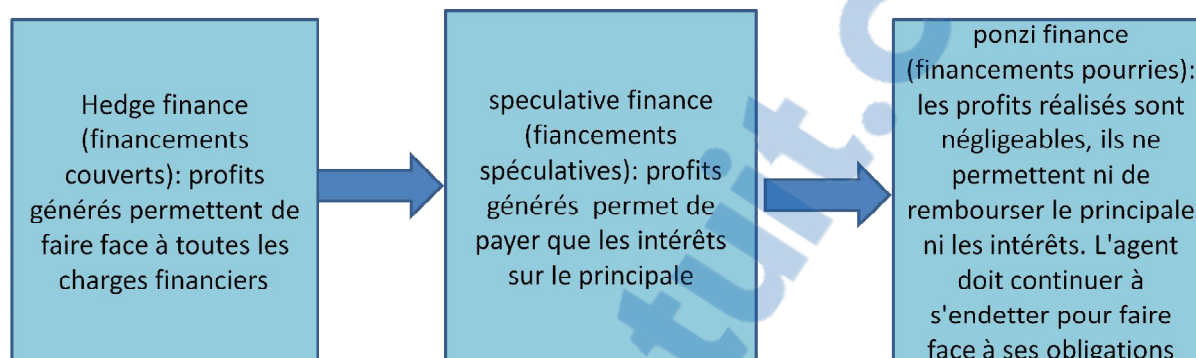 Hedge finance
(financements
couverts): profits
générés permettent de
faire face à toutes les
charges financiers
speculative finance
(fiancements
spéculatives): profits
générés permet de
payer que les intérêts
sur le principale
ponzi finance
(financements pourries):
les profits réalisés sont
négligeables, ils ne
permettent ni de
rembourser le principale
ni les intérêts. L'agent
doit continuer à
s'endetter pour faire
face à ses obligations
tuit.c